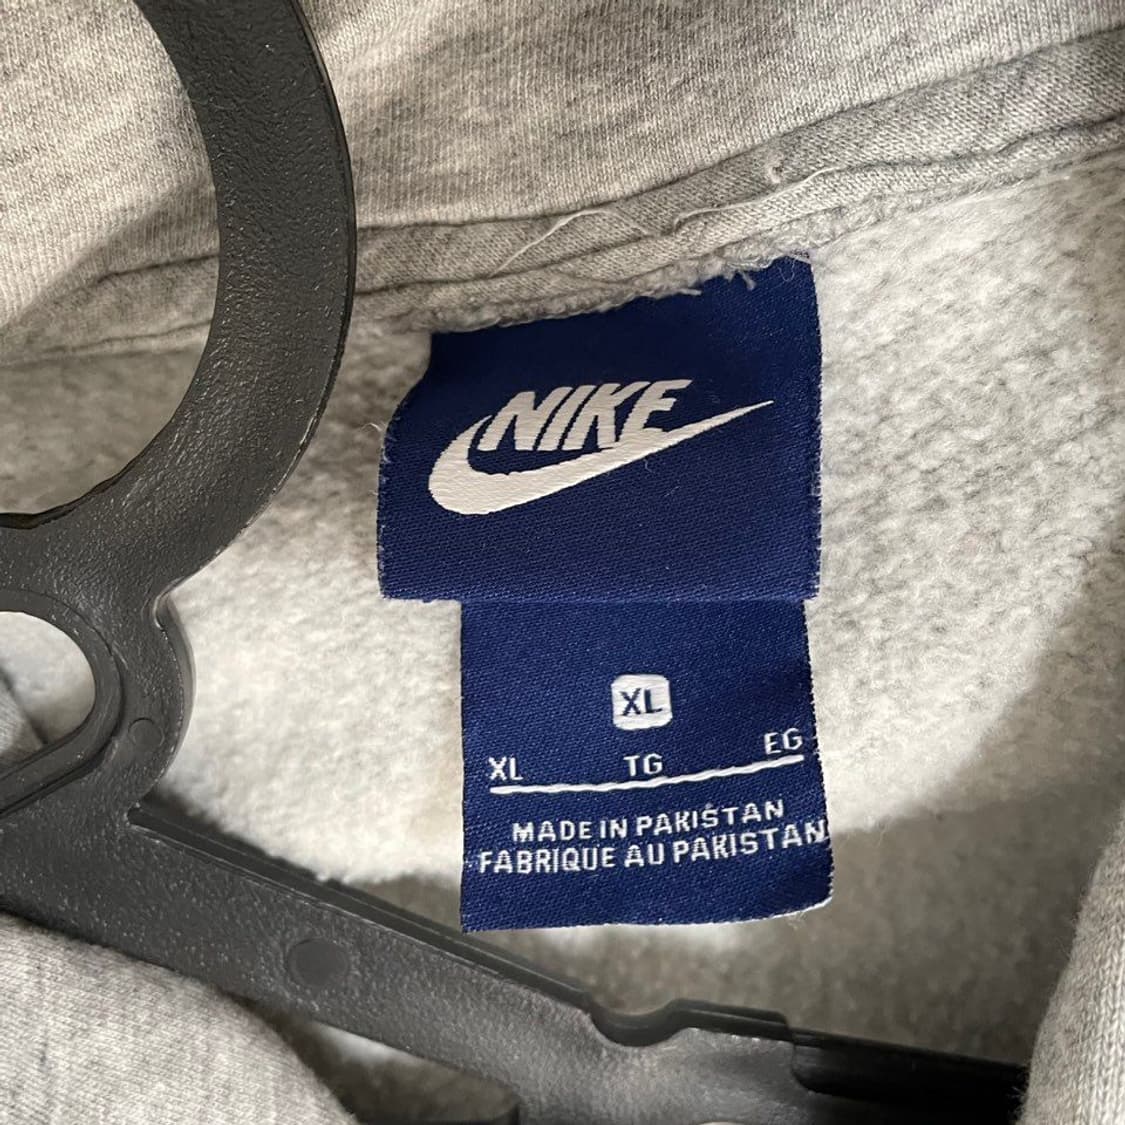 NIKE
XL
XL TG EG
MADE IN PAKISTAN
FABRIQUE AU PAKISTAN